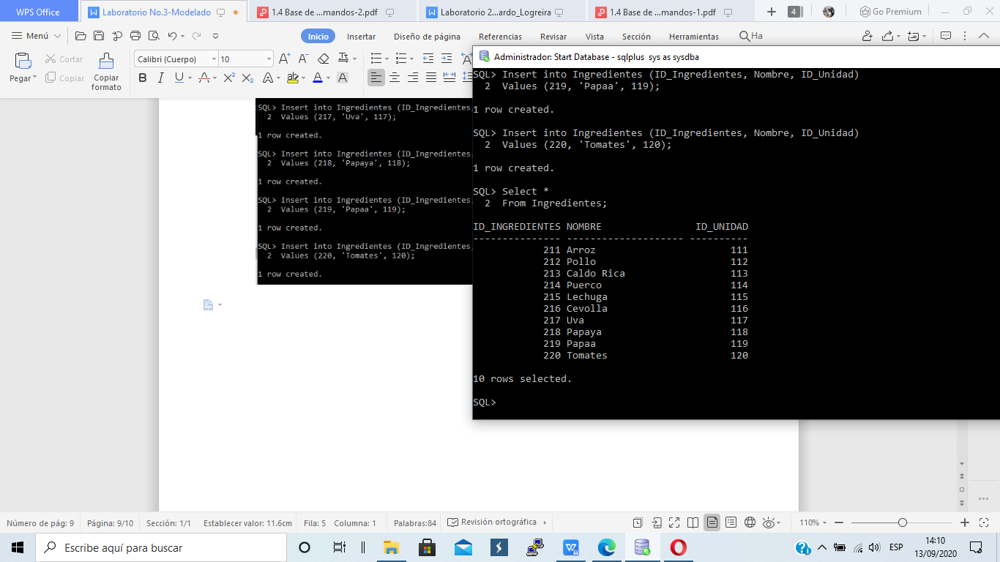 WPS Office
Laboratorio No.3-Modelado
1.4 Base de ...mandos-2.pdf
Laboratorio 2...ardo_Logreira
1.4 Base de ...mandos-1.pdf
4
Go Premium
Menú
Inicio
Insertar
Diseño de página
Referencias
Revisar
Vista
Sección
Herramientas
Ha
Pegar
Cortar
Copiar
Copiar formato
Calibri (Cuerpo)
10
SQL> Insert into Ingredientes (ID_Ingredientes,
2 Values (217, 'Uva', 117);
1 row created.
SQL> Insert into Ingredientes (ID_Ingredientes,
2 Values (218, 'Papaya', 118);
1 row created.
SQL> Insert into Ingredientes (ID_Ingredientes,
2 Values (219, 'Papaa', 119);
1 row created.
SQL> Insert into Ingredientes (ID_Ingredientes,
2 Values (220, 'Tomates', 120);
1 row created.
Administrador: Start Database - sqlplus sys as sysdba
SQL> Insert into Ingredientes (ID_Ingredientes, Nombre, ID_Unidad)
2 Values (219, 'Papaa', 119);
1 row created.
SQL> Insert into Ingredientes (ID_Ingredientes, Nombre, ID_Unidad)
2 Values (220, 'Tomates', 120);
1 row created.
SQL> Select *
2 From Ingredientes;
ID_INGREDIENTES NOMBRE ID_UNIDAD
--------------- -------------------- ----------
211 Arroz 111
212 Pollo 112
213 Caldo Rica 113
214 Puerco 114
215 Lechuga 115
216 Cevolla 116
217 Uva 117
218 Papaya 118
219 Papaa 119
220 Tomates 120
10 rows selected.
SQL>
Número de pág: 9
Página: 9/10
Sección: 1/1
Establecer valor: 11.6cm
Fila: 5
Columna: 1
Palabras:84
Revisión ortográfica
110%
Escribe aquí para buscar
ESP
14:10
13/09/2020